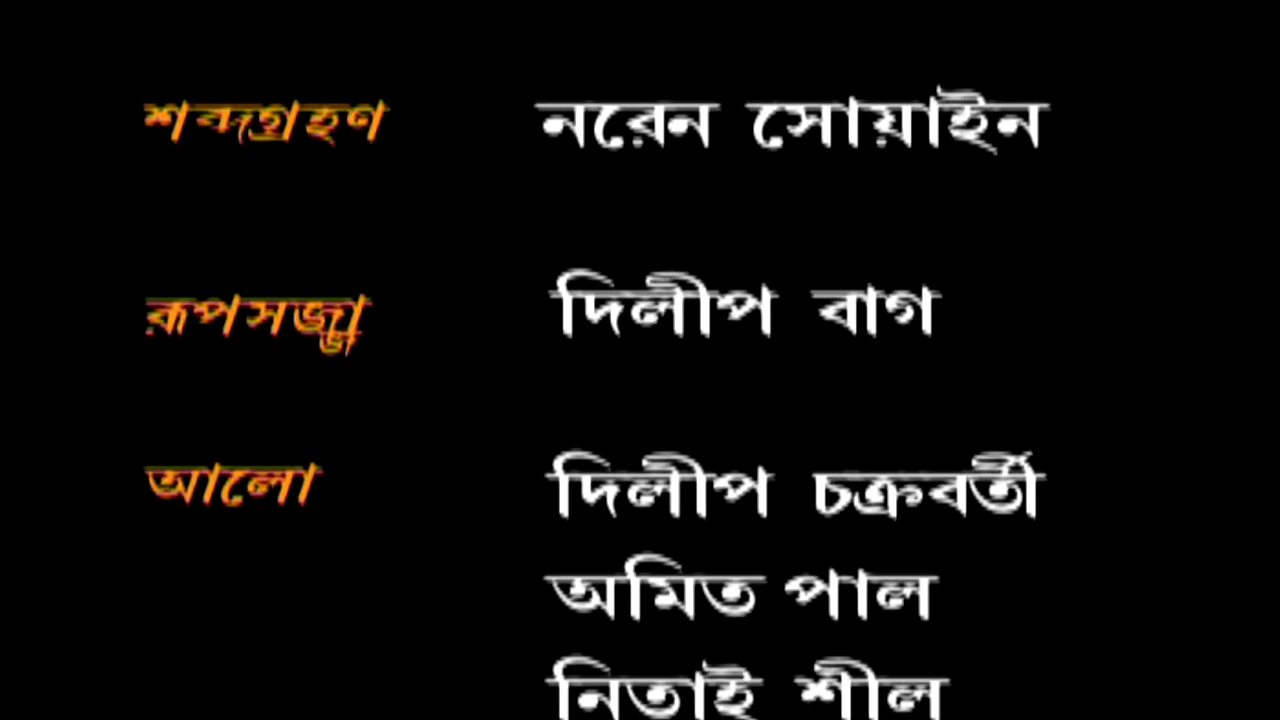 শব্দগ্রহণ নরেন সোয়াইন
রূপসজ্জা দিলীপ বাগ
আলো দিলীপ চক্রবর্তী
অমিত পাল
নিতাই শীল